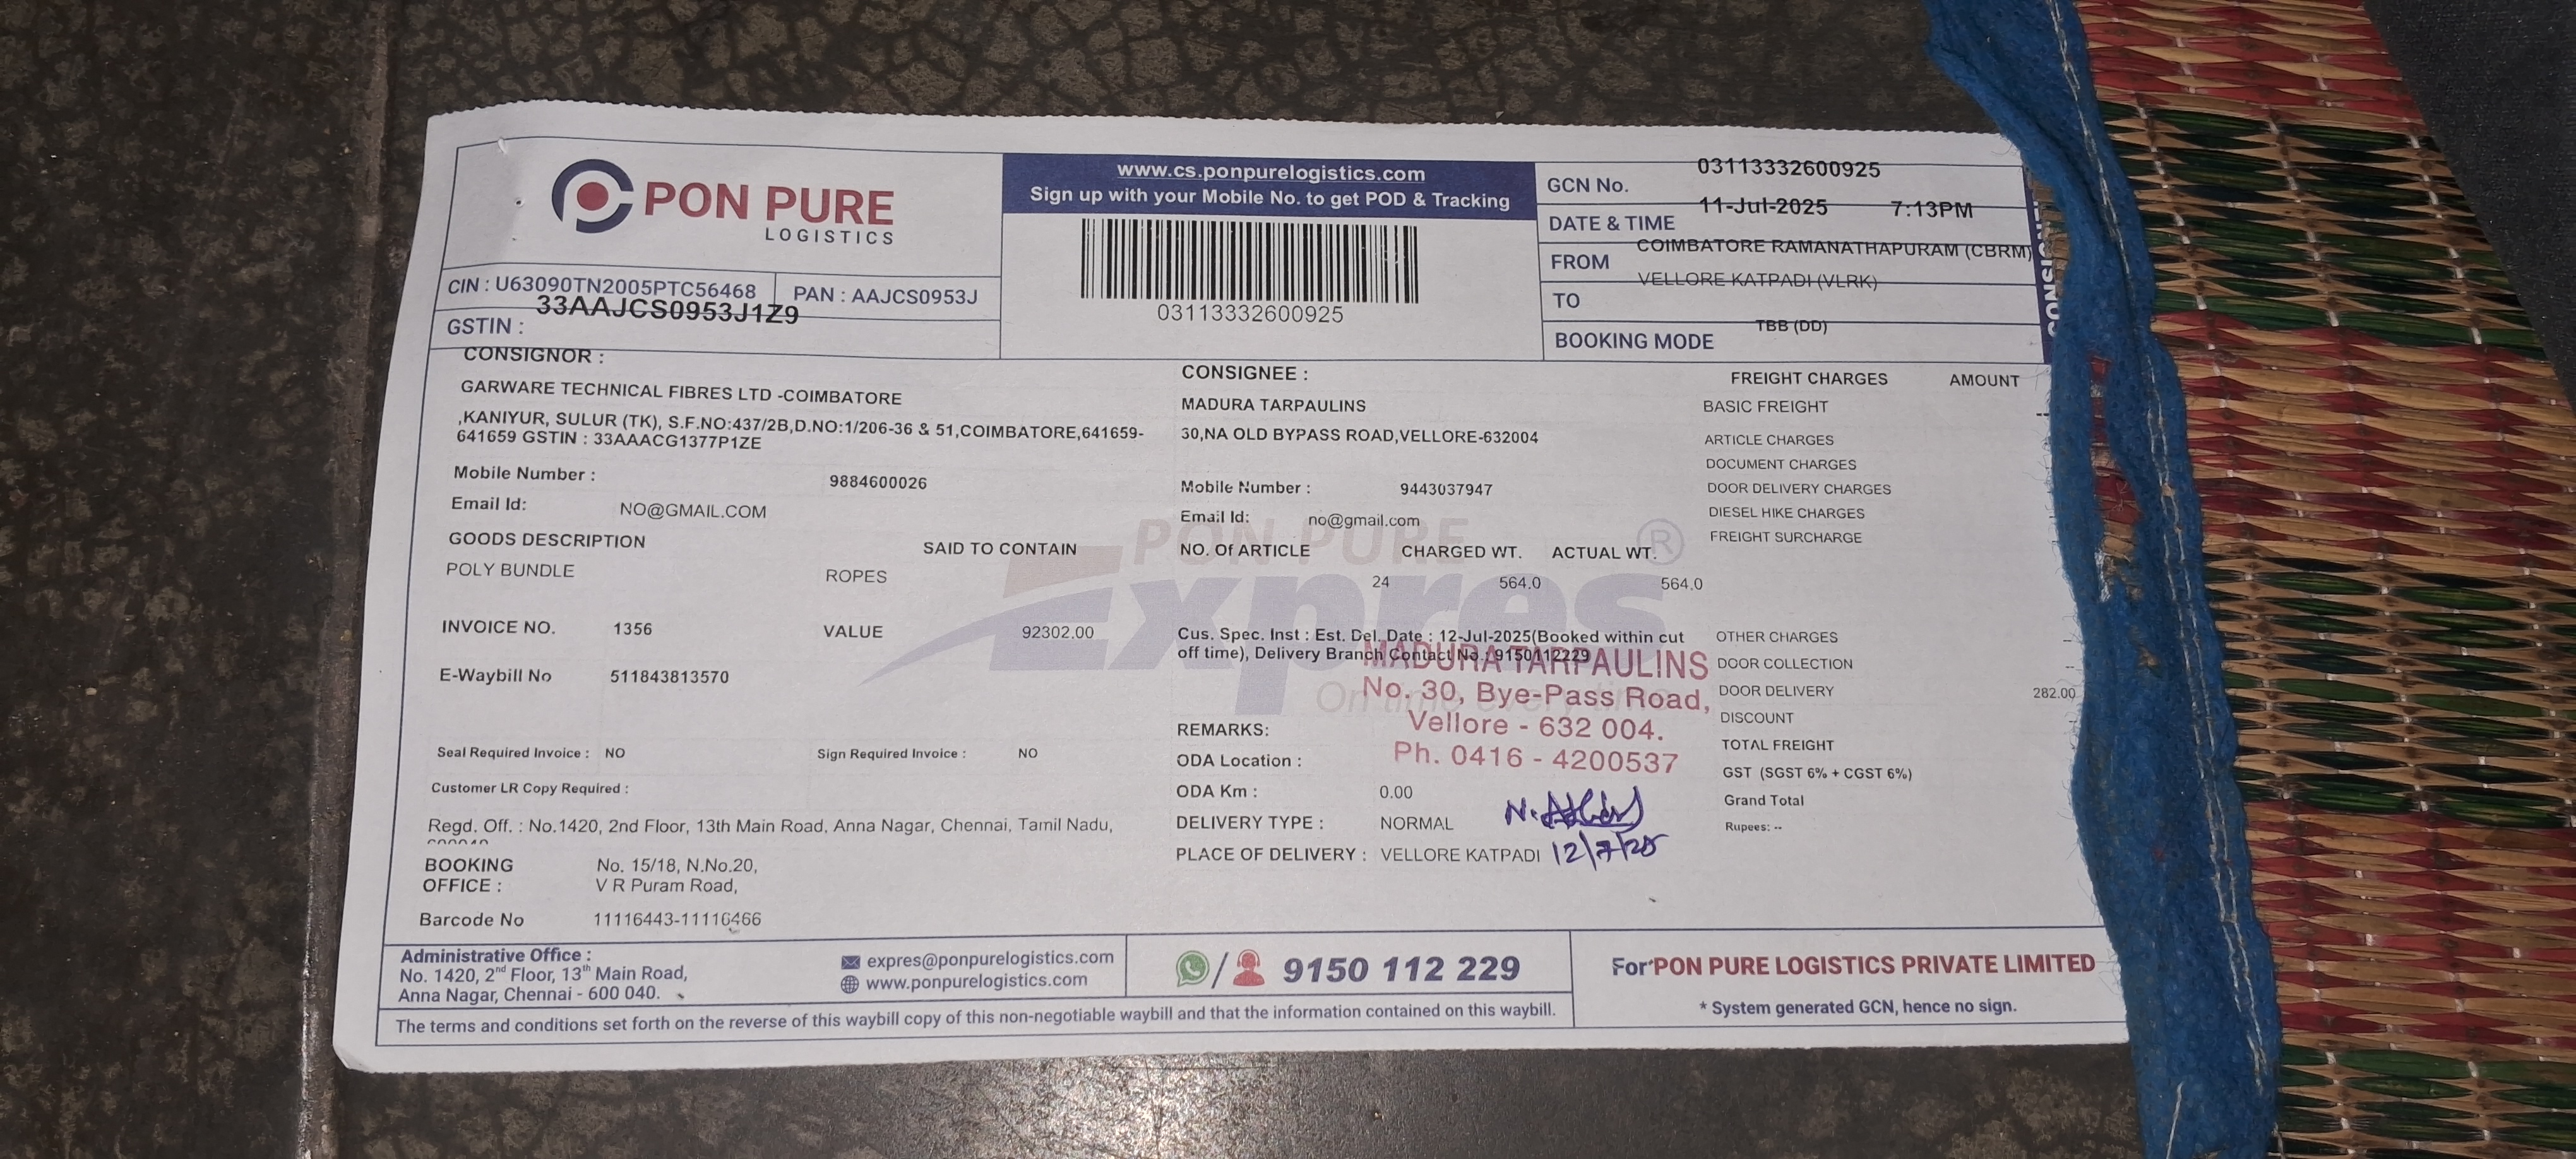 PON PURE
LOGISTICS
CIN : U63090TN2005PTC56468
PAN : AAJCS0953J
GSTIN : 33AAJCS0953J1Z9
www.cs.ponpurelogistics.com
Sign up with your Mobile No. to get POD & Tracking
03113332600925
GCN No. 03113332600925
DATE & TIME 11-Jul-2025 7:13PM
FROM COIMBATORE RAMANATHAPURAM (CBRM)
TO VELLORE KATPADI (VLRK)
BOOKING MODE TBB (DD)
CONSIGNOR :
GARWARE TECHNICAL FIBRES LTD -COIMBATORE
,KANIYUR, SULUR (TK), S.F.NO:437/2B,D.NO:1/206-36 & 51,COIMBATORE,641659-
641659 GSTIN : 33AAACG1377P1ZE
Mobile Number : 9884600026
Email Id: NO@GMAIL.COM
CONSIGNEE :
MADURA TARPAULINS
30,NA OLD BYPASS ROAD,VELLORE-632004
Mobile Number : 9443037947
Email Id: no@gmail.com
FREIGHT CHARGES AMOUNT
BASIC FREIGHT --
ARTICLE CHARGES
DOCUMENT CHARGES
DOOR DELIVERY CHARGES
DIESEL HIKE CHARGES
FREIGHT SURCHARGE
GOODS DESCRIPTION SAID TO CONTAIN
POLY BUNDLE ROPES
NO. Of ARTICLE CHARGED WT. ACTUAL WT.
24 564.0 564.0
PON PURE
Expres ®
On time
INVOICE NO. 1356 VALUE 92302.00
E-Waybill No 511843813570
Seal Required Invoice : NO Sign Required Invoice : NO
Customer LR Copy Required :
Regd. Off. : No.1420, 2nd Floor, 13th Main Road, Anna Nagar, Chennai, Tamil Nadu,
BOOKING OFFICE : No. 15/18, N.No.20,
V R Puram Road,
Barcode No 11116443-11116466
Cus. Spec. Inst : Est. Del. Date : 12-Jul-2025(Booked within cut
off time), Delivery Branch Contact No : 9150112229
MADURA TARPAULINS
No. 30, Bye-Pass Road,
Vellore - 632 004.
Ph. 0416 - 4200537
REMARKS:
ODA Location :
ODA Km : 0.00
DELIVERY TYPE : NORMAL
PLACE OF DELIVERY : VELLORE KATPADI
12/7/25
OTHER CHARGES --
DOOR COLLECTION --
DOOR DELIVERY 282.00
DISCOUNT
TOTAL FREIGHT
GST (SGST 6% + CGST 6%)
Grand Total
Rupees: --
Administrative Office :
No. 1420, 2nd Floor, 13th Main Road,
Anna Nagar, Chennai - 600 040.
expres@ponpurelogistics.com
www.ponpurelogistics.com
9150 112 229
For PON PURE LOGISTICS PRIVATE LIMITED
* System generated GCN, hence no sign.
The terms and conditions set forth on the reverse of this waybill copy of this non-negotiable waybill and that the information contained on this waybill.